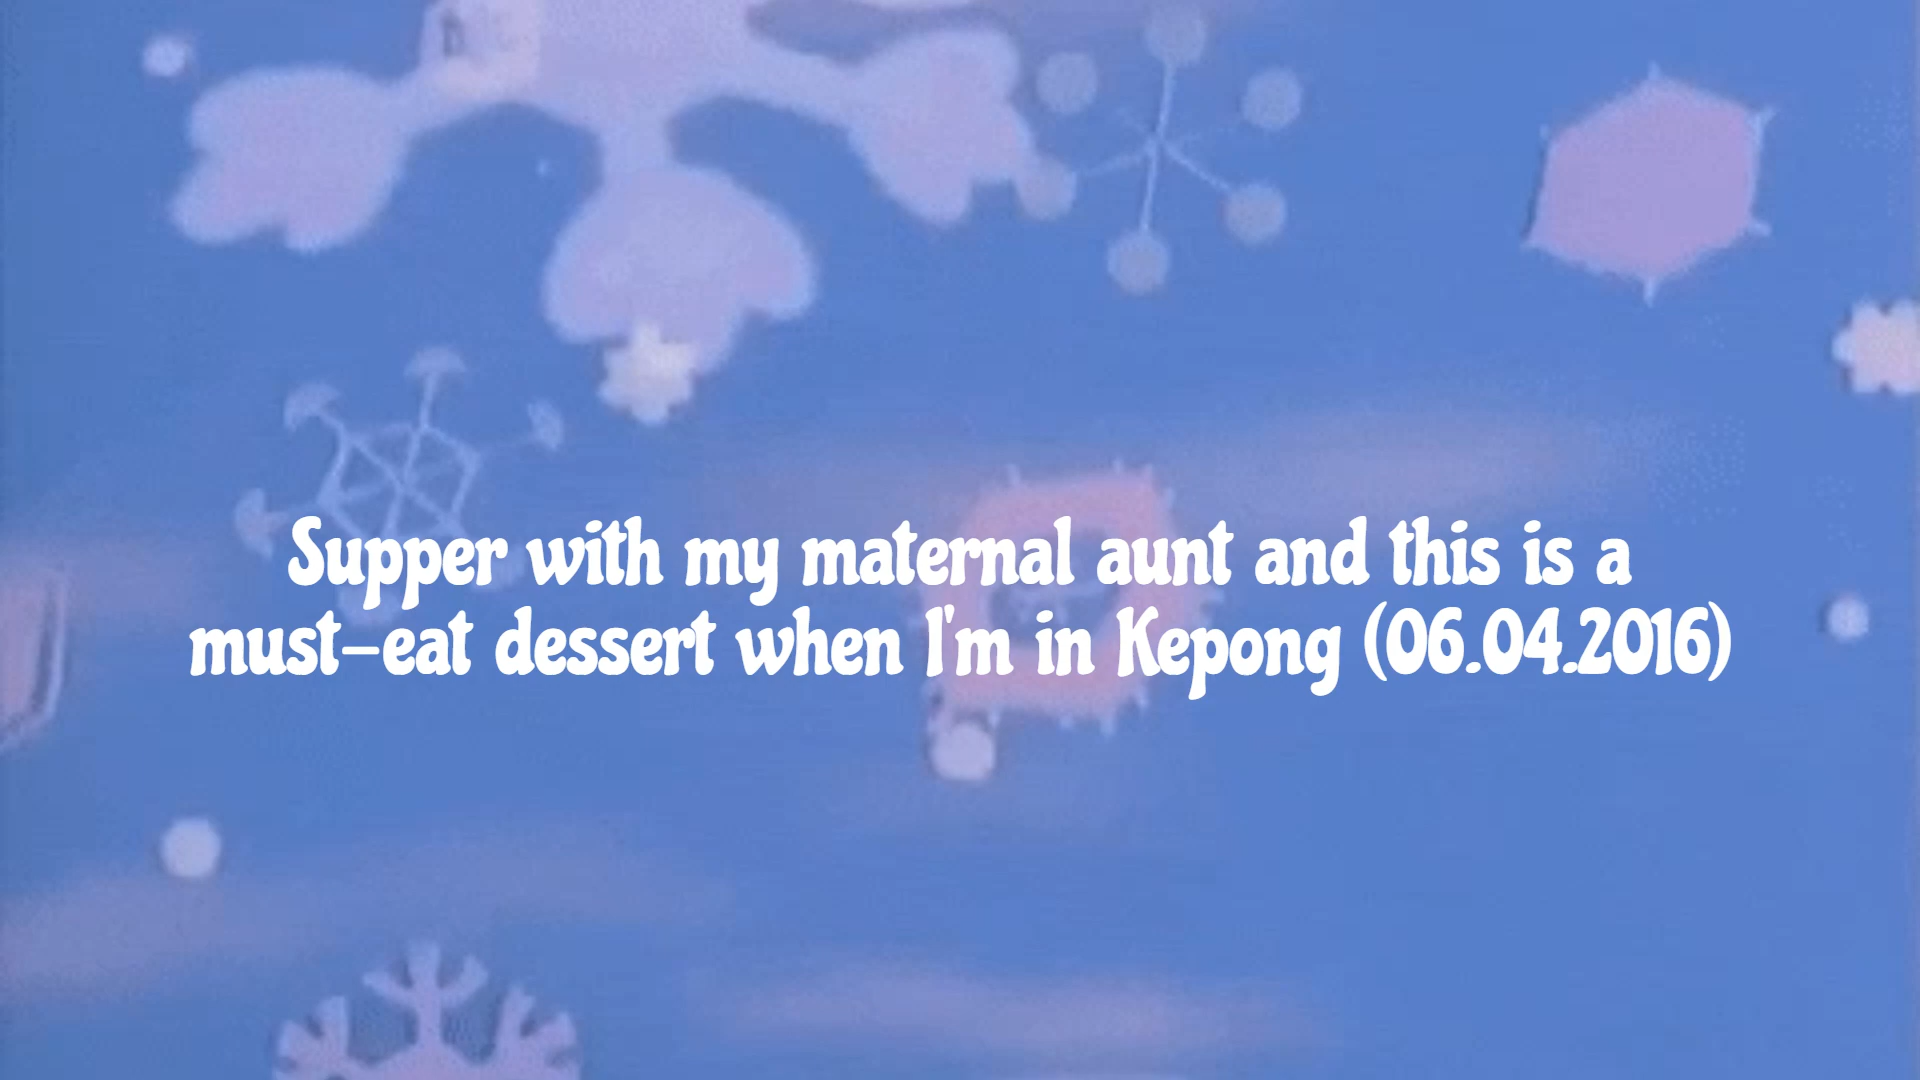 Supper with my maternal aunt and this is a
must-eat dessert when I'm in Kepong (06.04.2016)